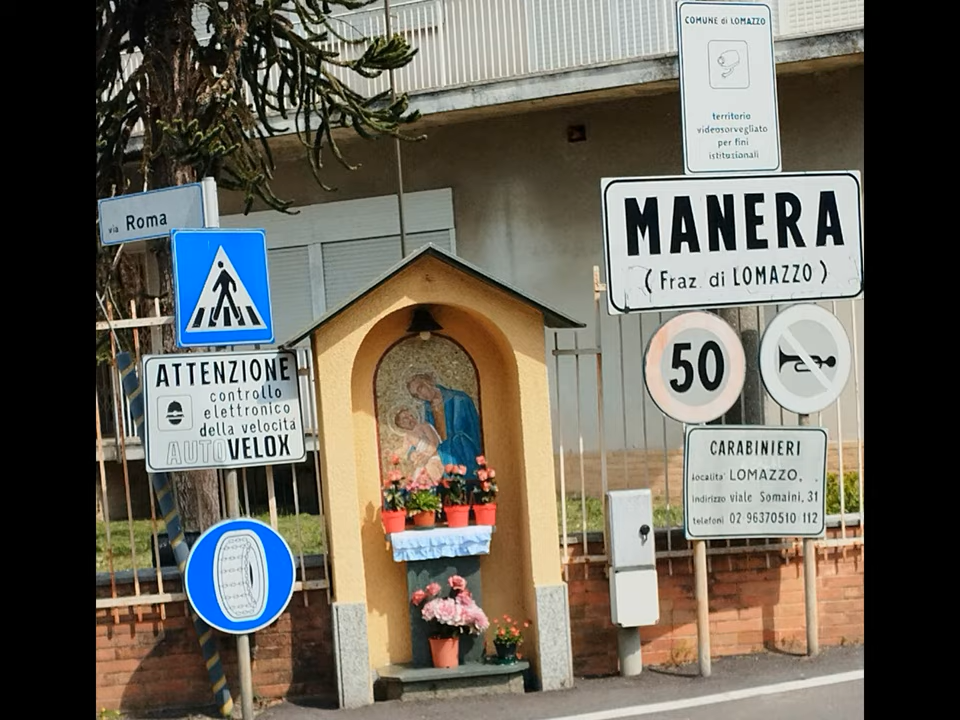 via Roma
ATTENZIONE
controllo
elettronico
della velocità
AUTOVELOX
COMUNE DI LOMAZZO
territorio
videosorvegliato
per fini
istituzionali
MANERA
( Fraz. di LOMAZZO )
50
CARABINIERI
località LOMAZZO,
indirizzo viale Somaini, 31
telefoni 02 96370510 112